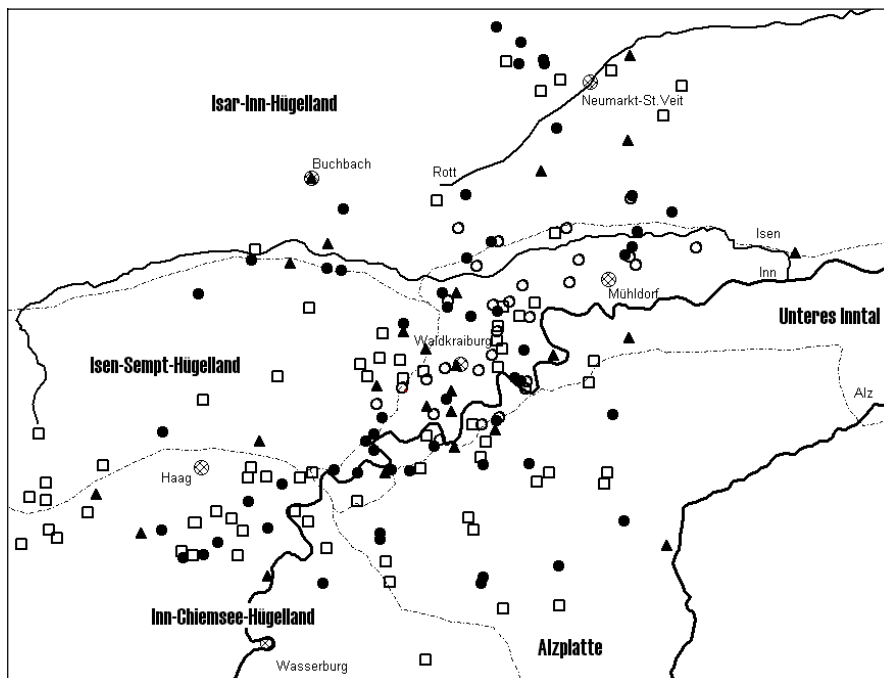 Isar-Inn-Hügelland
Neumarkt-St.Veit
Buchbach
Rott
Isen
Inn
Mühldorf
Unteres Inntal
Waldkraiburg
Isen-Sempt-Hügelland
Alz
Haag
Inn-Chiemsee-Hügelland
Alzplatte
Wasserburg